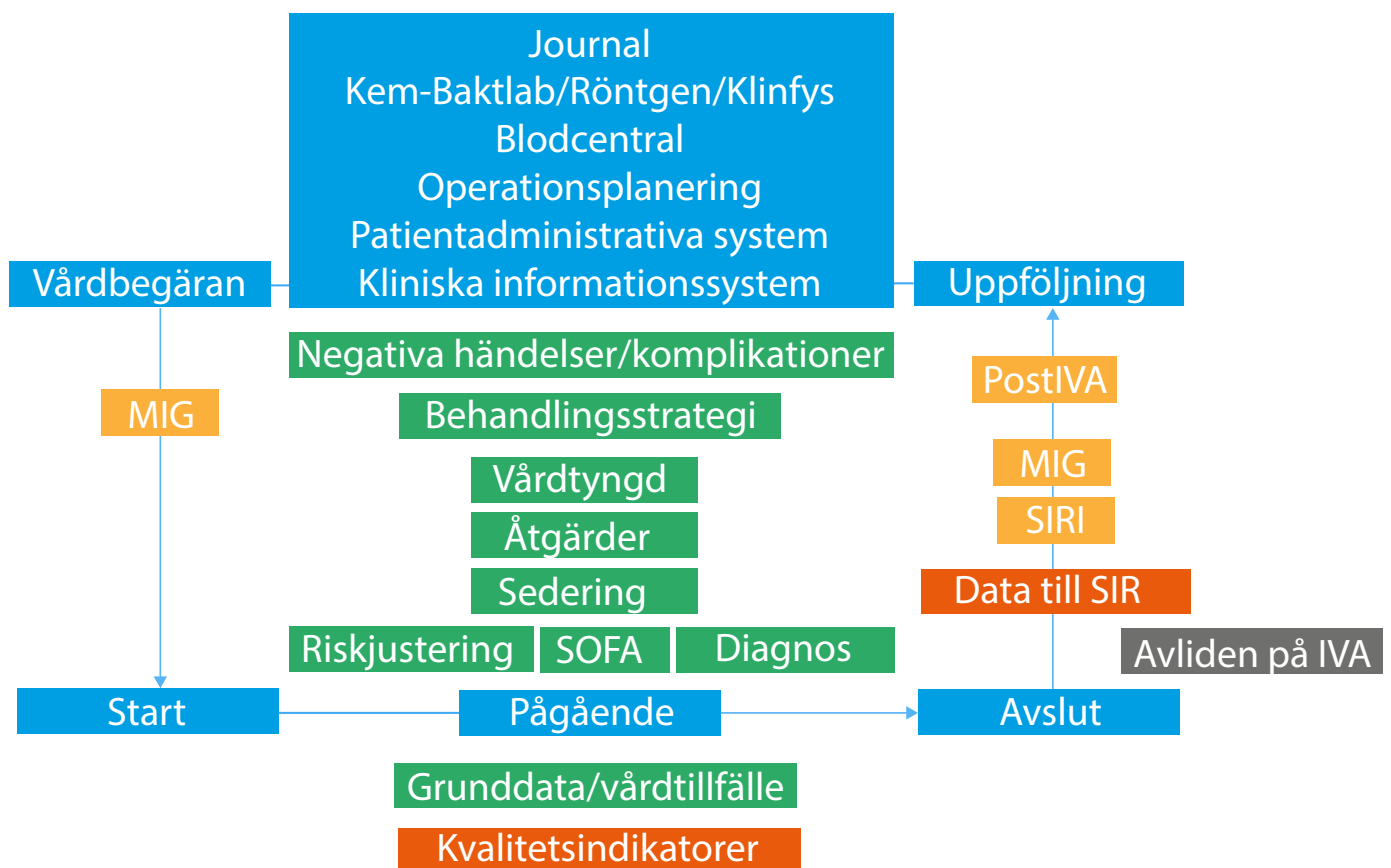 Journal
Kem-Baktlab/Röntgen/Klinfys
Blodcentral
Operationsplanering
Patientadministrativa system
Kliniska informationssystem
Vårdbegäran
Uppföljning
Negativa händelser/komplikationer
MIG
Behandlingsstrategi
PostIVA
Vårdtyngd
MIG
Åtgärder
SIRI
Sedering
Data till SIR
Riskjustering
SOFA
Diagnos
Avliden på IVA
Start
Pågående
Avslut
Grunddata/vårdtillfälle
Kvalitetsindikatorer